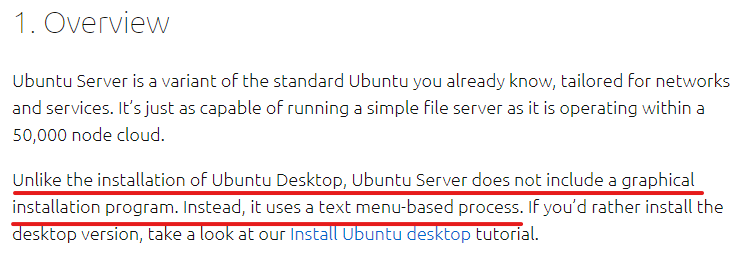 1. Overview
Ubuntu Server is a variant of the standard Ubuntu you already know, tailored for networks
and services. It’s just as capable of running a simple file server as it is operating within a
50,000 node cloud.
Unlike the installation of Ubuntu Desktop, Ubuntu Server does not include a graphical
installation program. Instead, it uses a text menu-based process. If you’d rather install the
desktop version, take a look at our Install Ubuntu desktop tutorial.